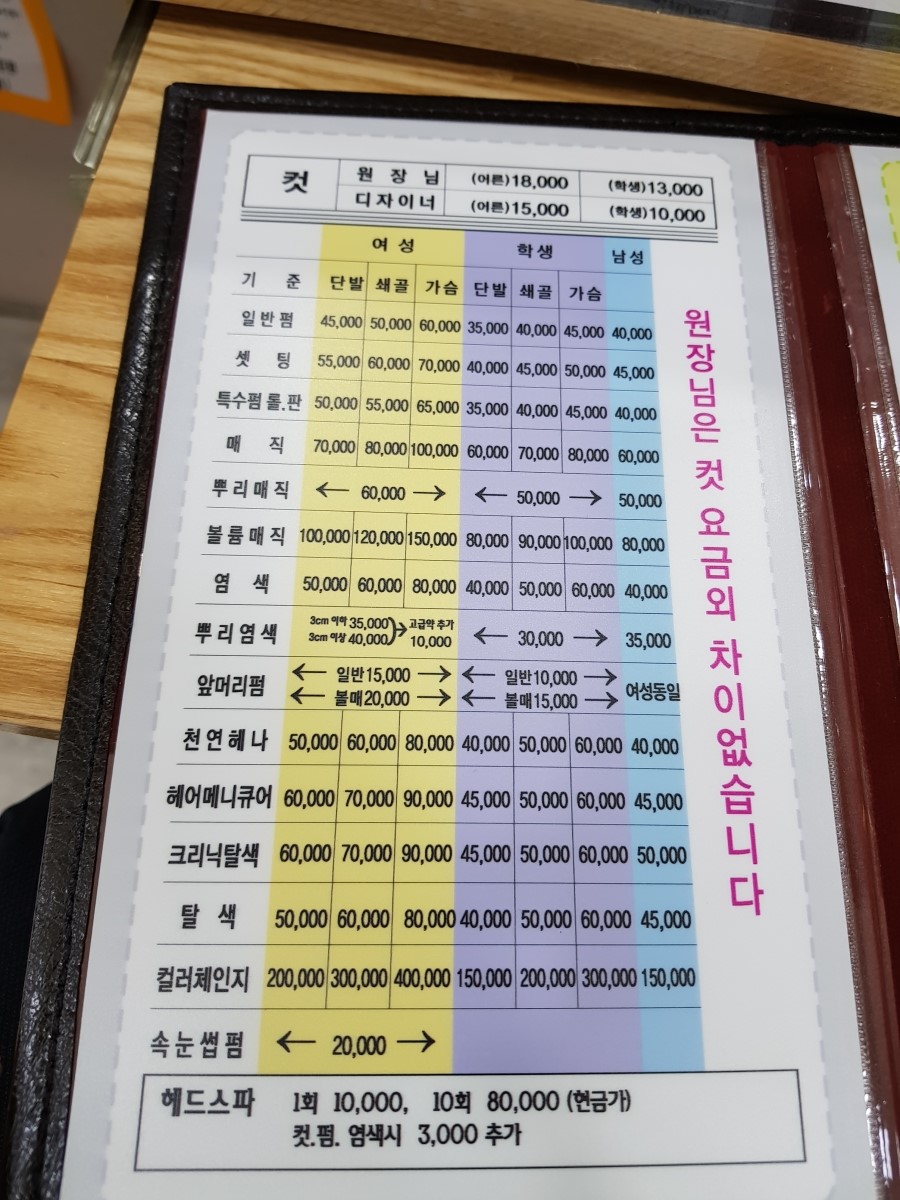 컷 원장님 (어른)18,000 (학생)13,000
디자이너 (어른)15,000 (학생)10,000
여성 학생 남성
기준 단발 쇄골 가슴 단발 쇄골 가슴
일반펌 45,000 50,000 60,000 35,000 40,000 45,000 40,000
셋팅 55,000 60,000 70,000 40,000 45,000 50,000 45,000
특수펌 롤.판 50,000 55,000 65,000 35,000 40,000 45,000 40,000
매직 70,000 80,000 100,000 60,000 70,000 80,000 60,000
뿌리매직 ← 60,000 → ← 50,000 → 50,000
볼륨매직 100,000 120,000 150,000 80,000 90,000 100,000 80,000
염색 50,000 60,000 80,000 40,000 50,000 60,000 40,000
뿌리염색 3cm 이하 35,000 3cm 이상 40,000 )→ 고급약 추가 10,000 ← 30,000 → 35,000
앞머리펌 ← 일반15,000 → ← 일반10,000 → 여성동일
← 볼매20,000 → ← 볼매15,000 →
천연헤나 50,000 60,000 80,000 40,000 50,000 60,000 40,000
헤어메니큐어 60,000 70,000 90,000 45,000 50,000 60,000 45,000
크리닉탈색 60,000 70,000 90,000 45,000 50,000 60,000 50,000
탈색 50,000 60,000 80,000 40,000 50,000 60,000 45,000
컬러체인지 200,000 300,000 400,000 150,000 200,000 300,000 150,000
속눈썹펌 ← 20,000 →
헤드스파 1회 10,000, 10회 80,000 (현금가)
컷.펌. 염색시 3,000 추가
원장님은 컷 요금외 차이없습니다